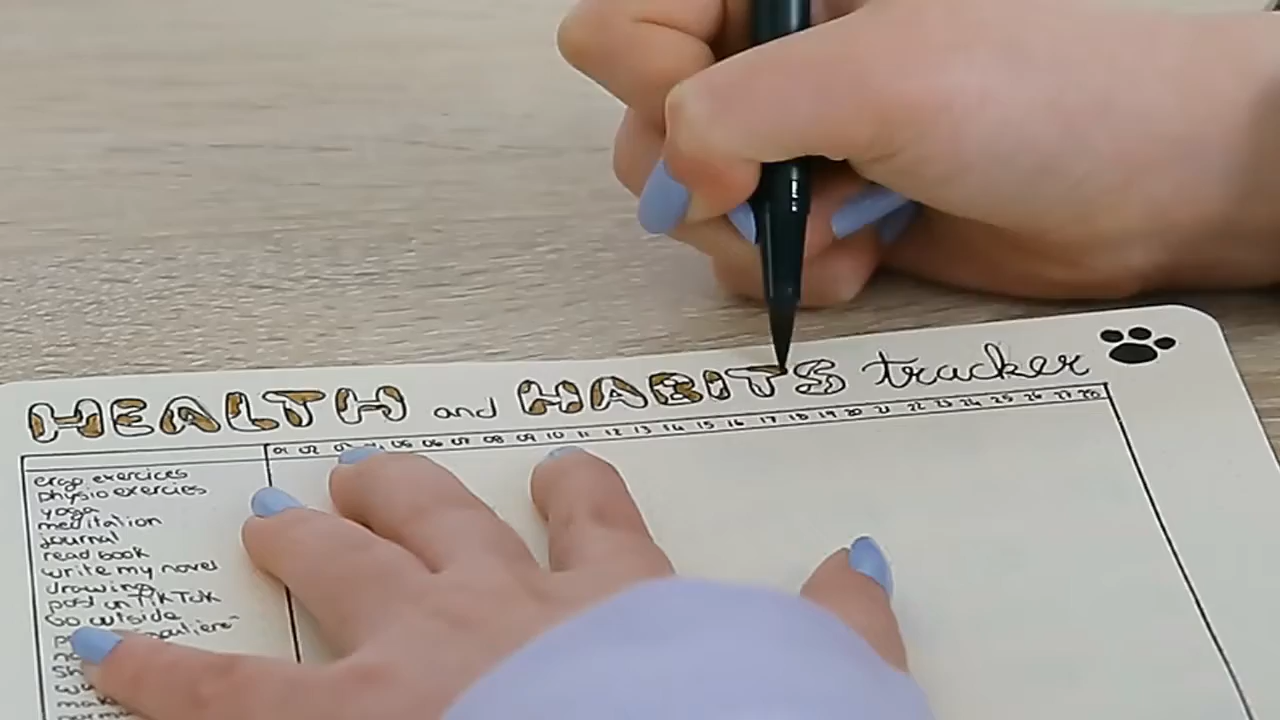 HEALTH and HABITS tracker
01 02 03 05 06 07 08 09 10 11 12 13 14 15 16 17 18 19 20 21 22 23 24 25 26 27 28
ergo exercices
physio exercies
yoga
meditation
journal
read book
write my novel
drawing
post on TikTok
Go outside